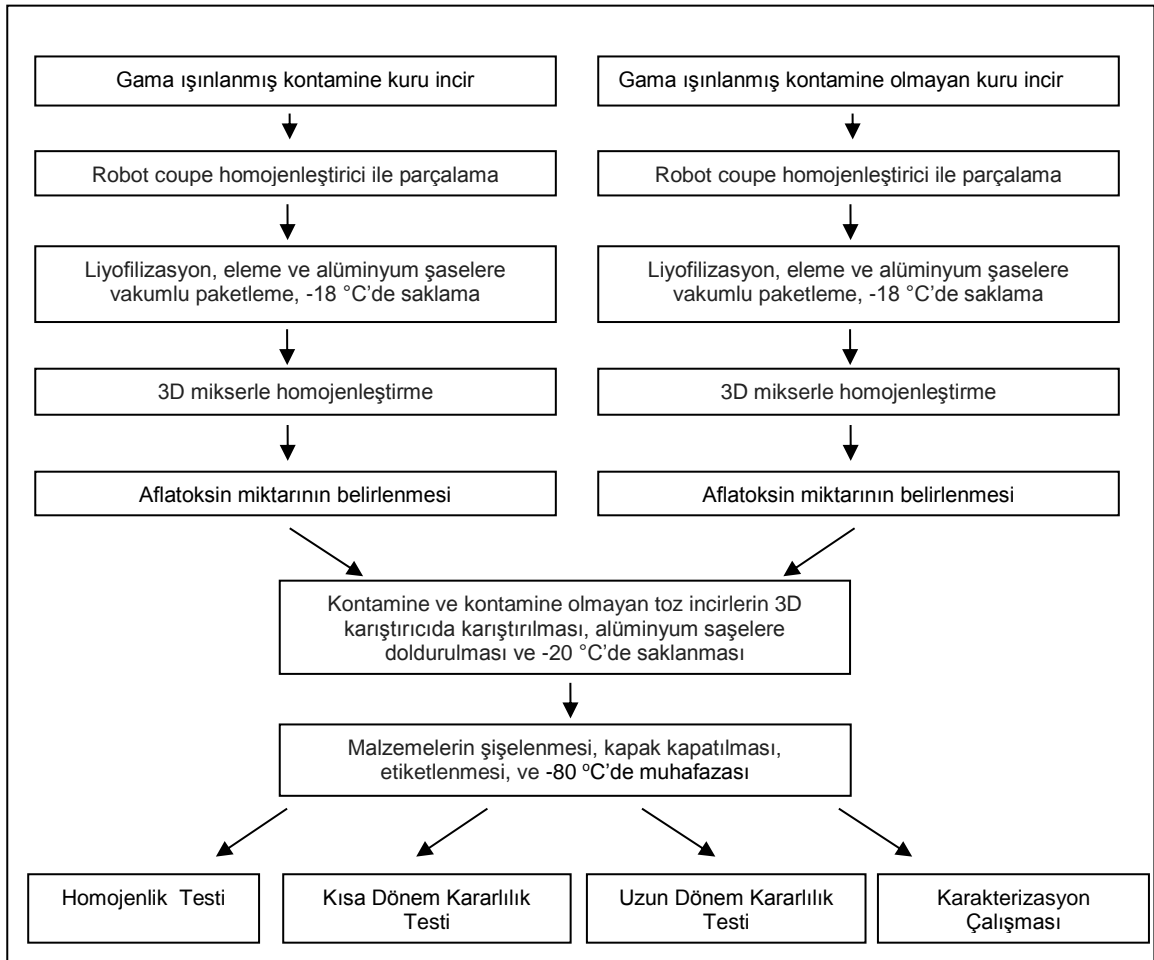 Gama ışınlanmış kontamine kuru incir
Gama ışınlanmış kontamine olmayan kuru incir
Robot coupe homojenleştirici ile parçalama
Robot coupe homojenleştirici ile parçalama
Liyofilizasyon, eleme ve alüminyum şaselere
vakumlu paketleme, -18 °C’de saklama
Liyofilizasyon, eleme ve alüminyum şaselere
vakumlu paketleme, -18 °C’de saklama
3D mikserle homojenleştirme
3D mikserle homojenleştirme
Aflatoksin miktarının belirlenmesi
Aflatoksin miktarının belirlenmesi
Kontamine ve kontamine olmayan toz incirlerin 3D
karıştırıcıda karıştırılması, alüminyum saşelere
doldurulması ve -20 °C’de saklanması
Malzemelerin şişelenmesi, kapak kapatılması,
etiketlenmesi, ve -80 ºC’de muhafazası
Homojenlik Testi
Kısa Dönem Kararlılık
Testi
Uzun Dönem Kararlılık
Testi
Karakterizasyon
Çalışması